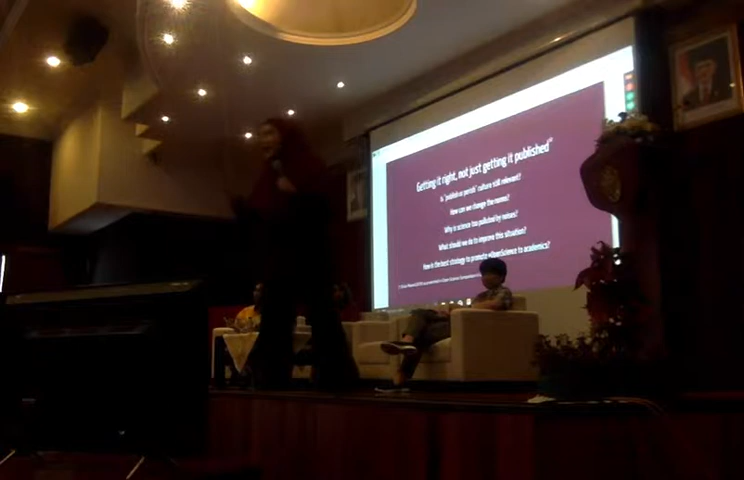 Getting it right, not just getting it published"
Is "publish or perish" culture still relevant?
How can we change the norms?
Why is science too polluted by noises?
What should we do to improve this situation?
How is the best strategy to promote #OpenScience to academics?